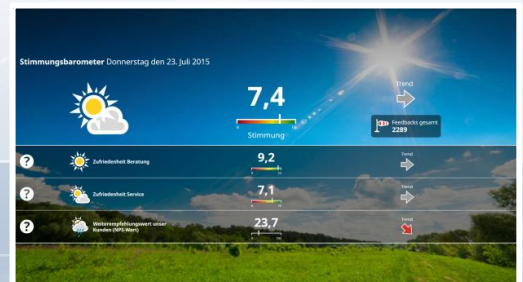 Stimmungsbarometer Donnerstag den 23. Juli 2015
7,4
Stimmung
Trend
Feedbacks gesamt
2289
?
Zufriedenheit Beratung
9,2
Trend
?
Zufriedenheit Service
7,1
Trend
?
Weiterempfehlungswert unser
Kunden (NPS-Wert)
23,7
Trend